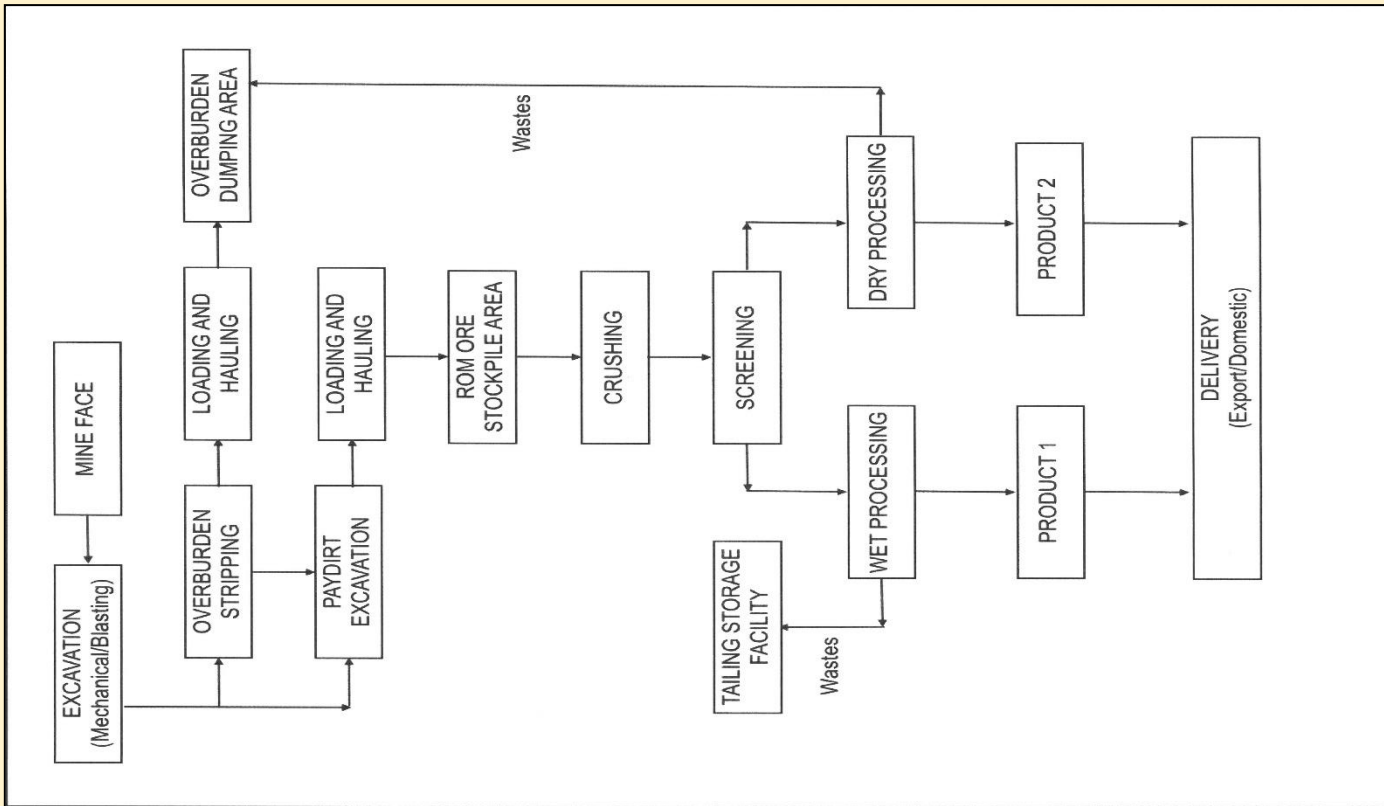 MINE FACE
EXCAVATION
(Mechanical/Blasting)
OVERBURDEN
STRIPPING
LOADING AND
HAULING
OVERBURDEN
DUMPING AREA
PAYDIRT
EXCAVATION
LOADING AND
HAULING
ROM ORE
STOCKPILE AREA
CRUSHING
SCREENING
Wastes
TAILING STORAGE
FACILITY
Wastes
WET PROCESSING
DRY PROCESSING
PRODUCT 1
PRODUCT 2
DELIVERY
(Export/Domestic)